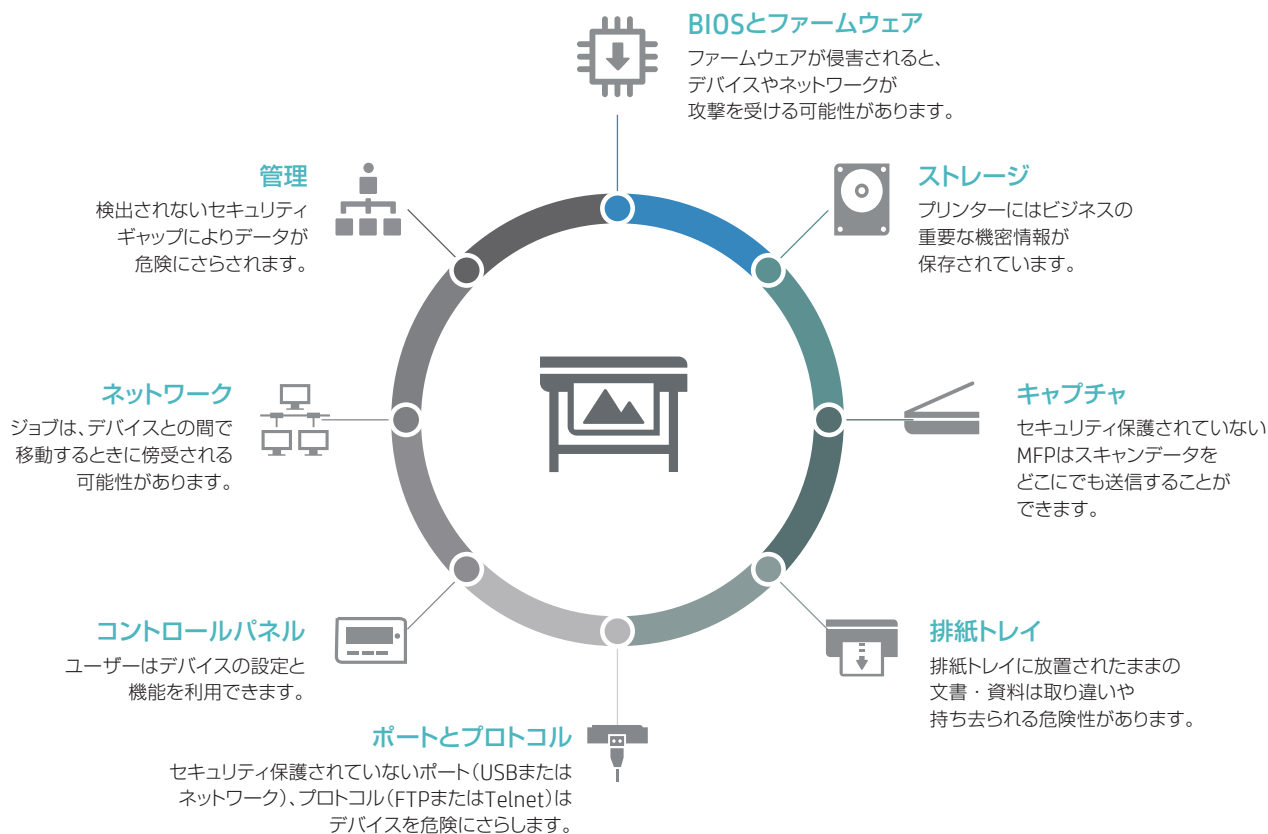 BIOSとファームウェア
ファームウェアが侵害されると、
デバイスやネットワークが
攻撃を受ける可能性があります。
ストレージ
プリンターにはビジネスの
重要な機密情報が
保存されています。
キャプチャ
セキュリティ保護されていない
MFPはスキャンデータを
どこにでも送信することが
できます。
排紙トレイ
排紙トレイに放置されたままの
文書・資料は取り違いや
持ち去られる危険性があります。
ポートとプロトコル
セキュリティ保護されていないポート(USBまたは
ネットワーク)、プロトコル(FTPまたはTelnet)は
デバイスを危険にさらします。
コントロールパネル
ユーザーはデバイスの設定と
機能を利用できます。
ネットワーク
ジョブは、デバイスとの間で
移動するときに傍受される
可能性があります。
管理
検出されないセキュリティ
ギャップによりデータが
危険にさらされます。